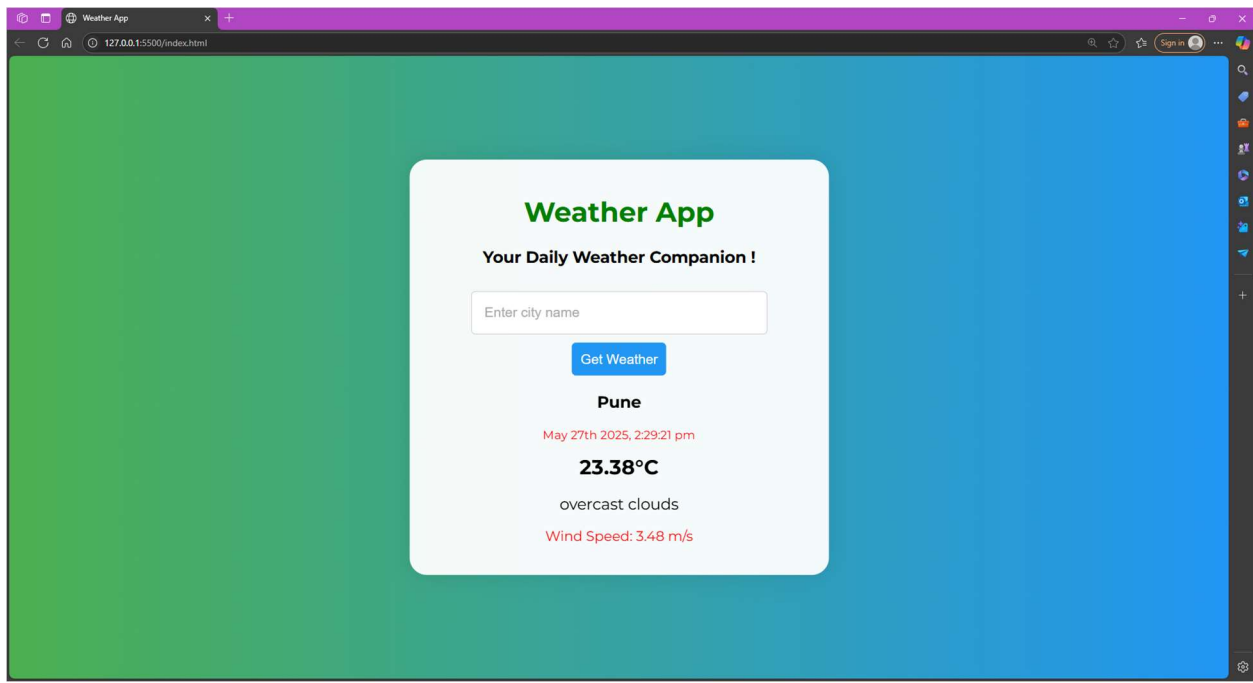 Weather App
127.0.0.1:5500/index.html
Sign in
Weather App
Your Daily Weather Companion !
Enter city name
Get Weather
Pune
May 27th 2025, 2:29:21 pm
23.38°C
overcast clouds
Wind Speed: 3.48 m/s